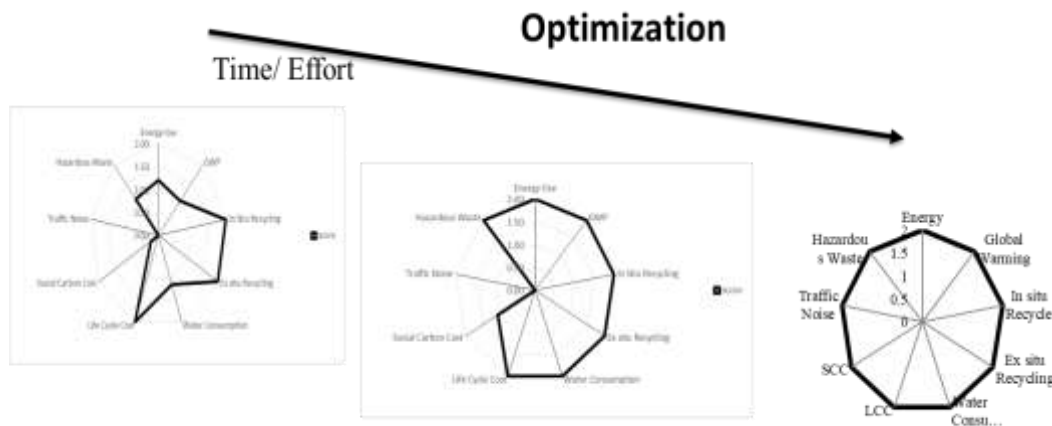 Optimization
Time/ Effort
Energy Use
2.00
1.50
GWP
In Situ Recycling
Ex situ Recycling
Water Consumption
Life Cycle Cost
Social Carbon Cost
Traffic Noise
Hazardous Waste
0.00
score
Energy Use
2.00
1.50
1.00
0.00
GWP
In Situ Recycling
Ex situ Recycling
Water Consumption
Life Cycle Cost
Social Carbon Cost
Traffic Noise
Hazardous Waste
score
Energy
2
1.5
1
0.5
0
Global
Warming
In situ
Recycle
Ex situ
Recycling
Water
Consu…
LCC
SCC
Traffic
Noise
Hazardou
s Waste